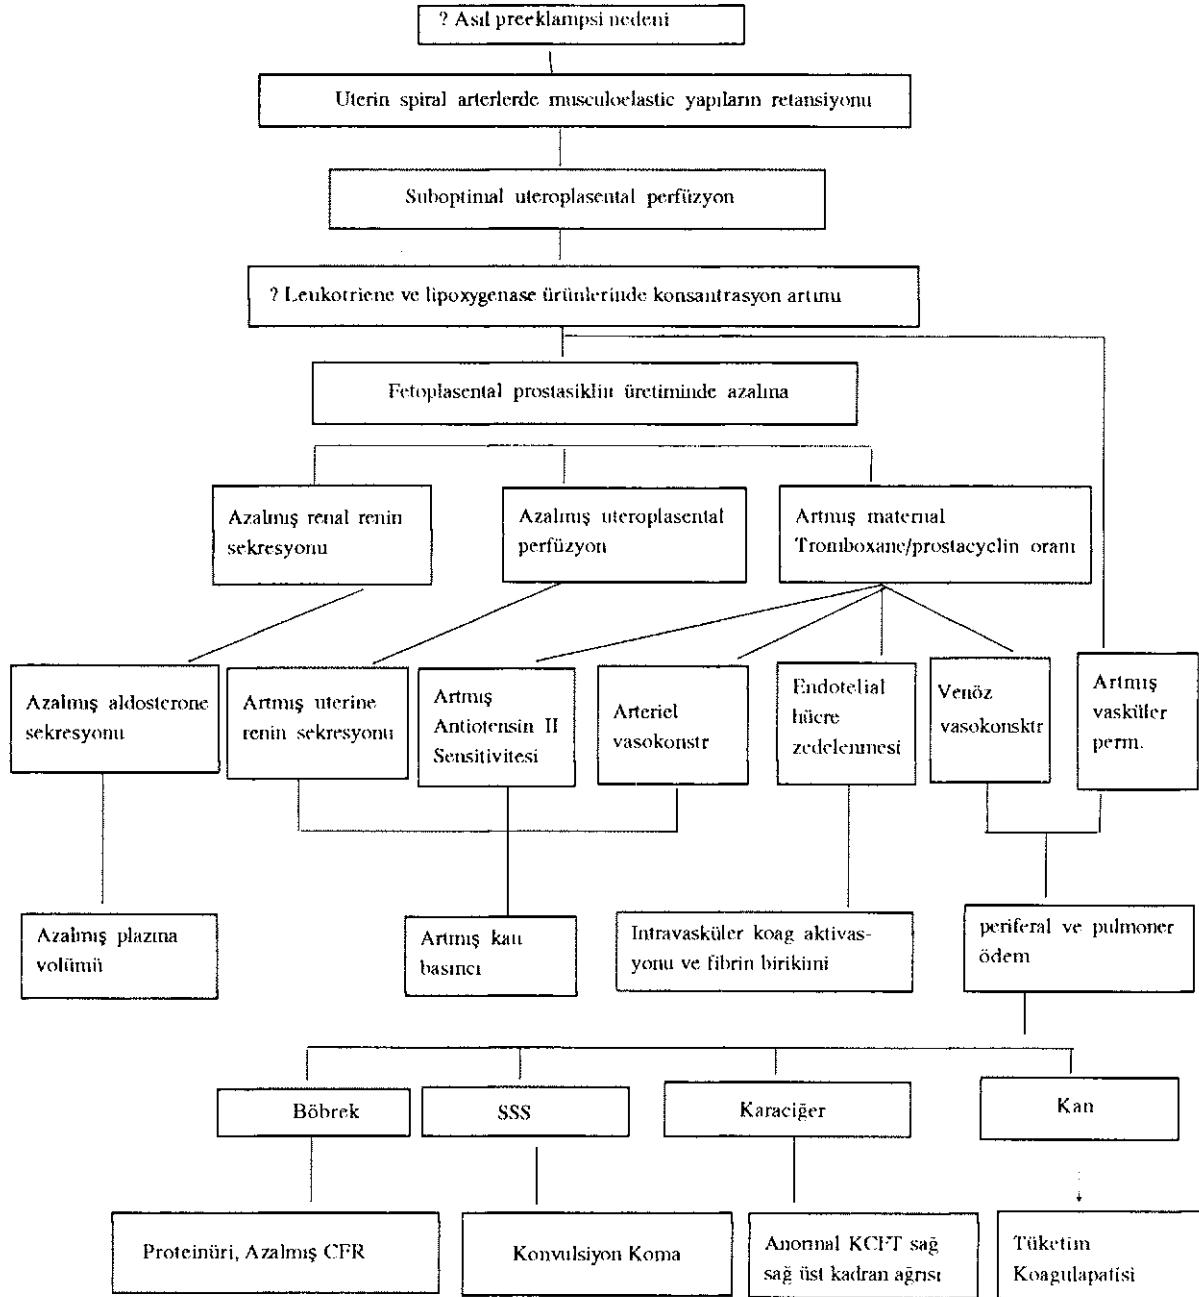 ? Asıl preeklampsi nedeni
Uterin spiral arterlerde musculoelastic yapıların retansiyonu
Suboptimal uteroplasental perfüzyon
? Leukotriene ve lipoxygenase ürünlerinde konsantrasyon artımı
Fetoplasental prostasiklin üretiminde azalma
Azalmış renal renin
sekresyonu
Azalmış uteroplasental
perfüzyon
Artmış maternal
Tromboxane/prostacyclin oranı
Azalmış aldosterone
sekresyonu
Artmış uterine
renin sekresyonu
Artmış
Antiotensin II
Sensitivitesi
Arteriel
vasokonstr
Endotelial
hücre
zedelenmesi
Venöz
vasokonsktr
Artmış
vasküler
perm.
Azalmış plazma
volümü
Artmış kan
basıncı
Intravasküler koag aktivas-
yonu ve fibrin birikimi
periferal ve pulmoner
ödem
Böbrek
SSS
Karaciğer
Kan
Proteinüri, Azalmış CFR
Konvulsiyon Koma
Anormal KCFT sağ
sağ üst kadran ağrısı
Tüketim
Koagulapatisi